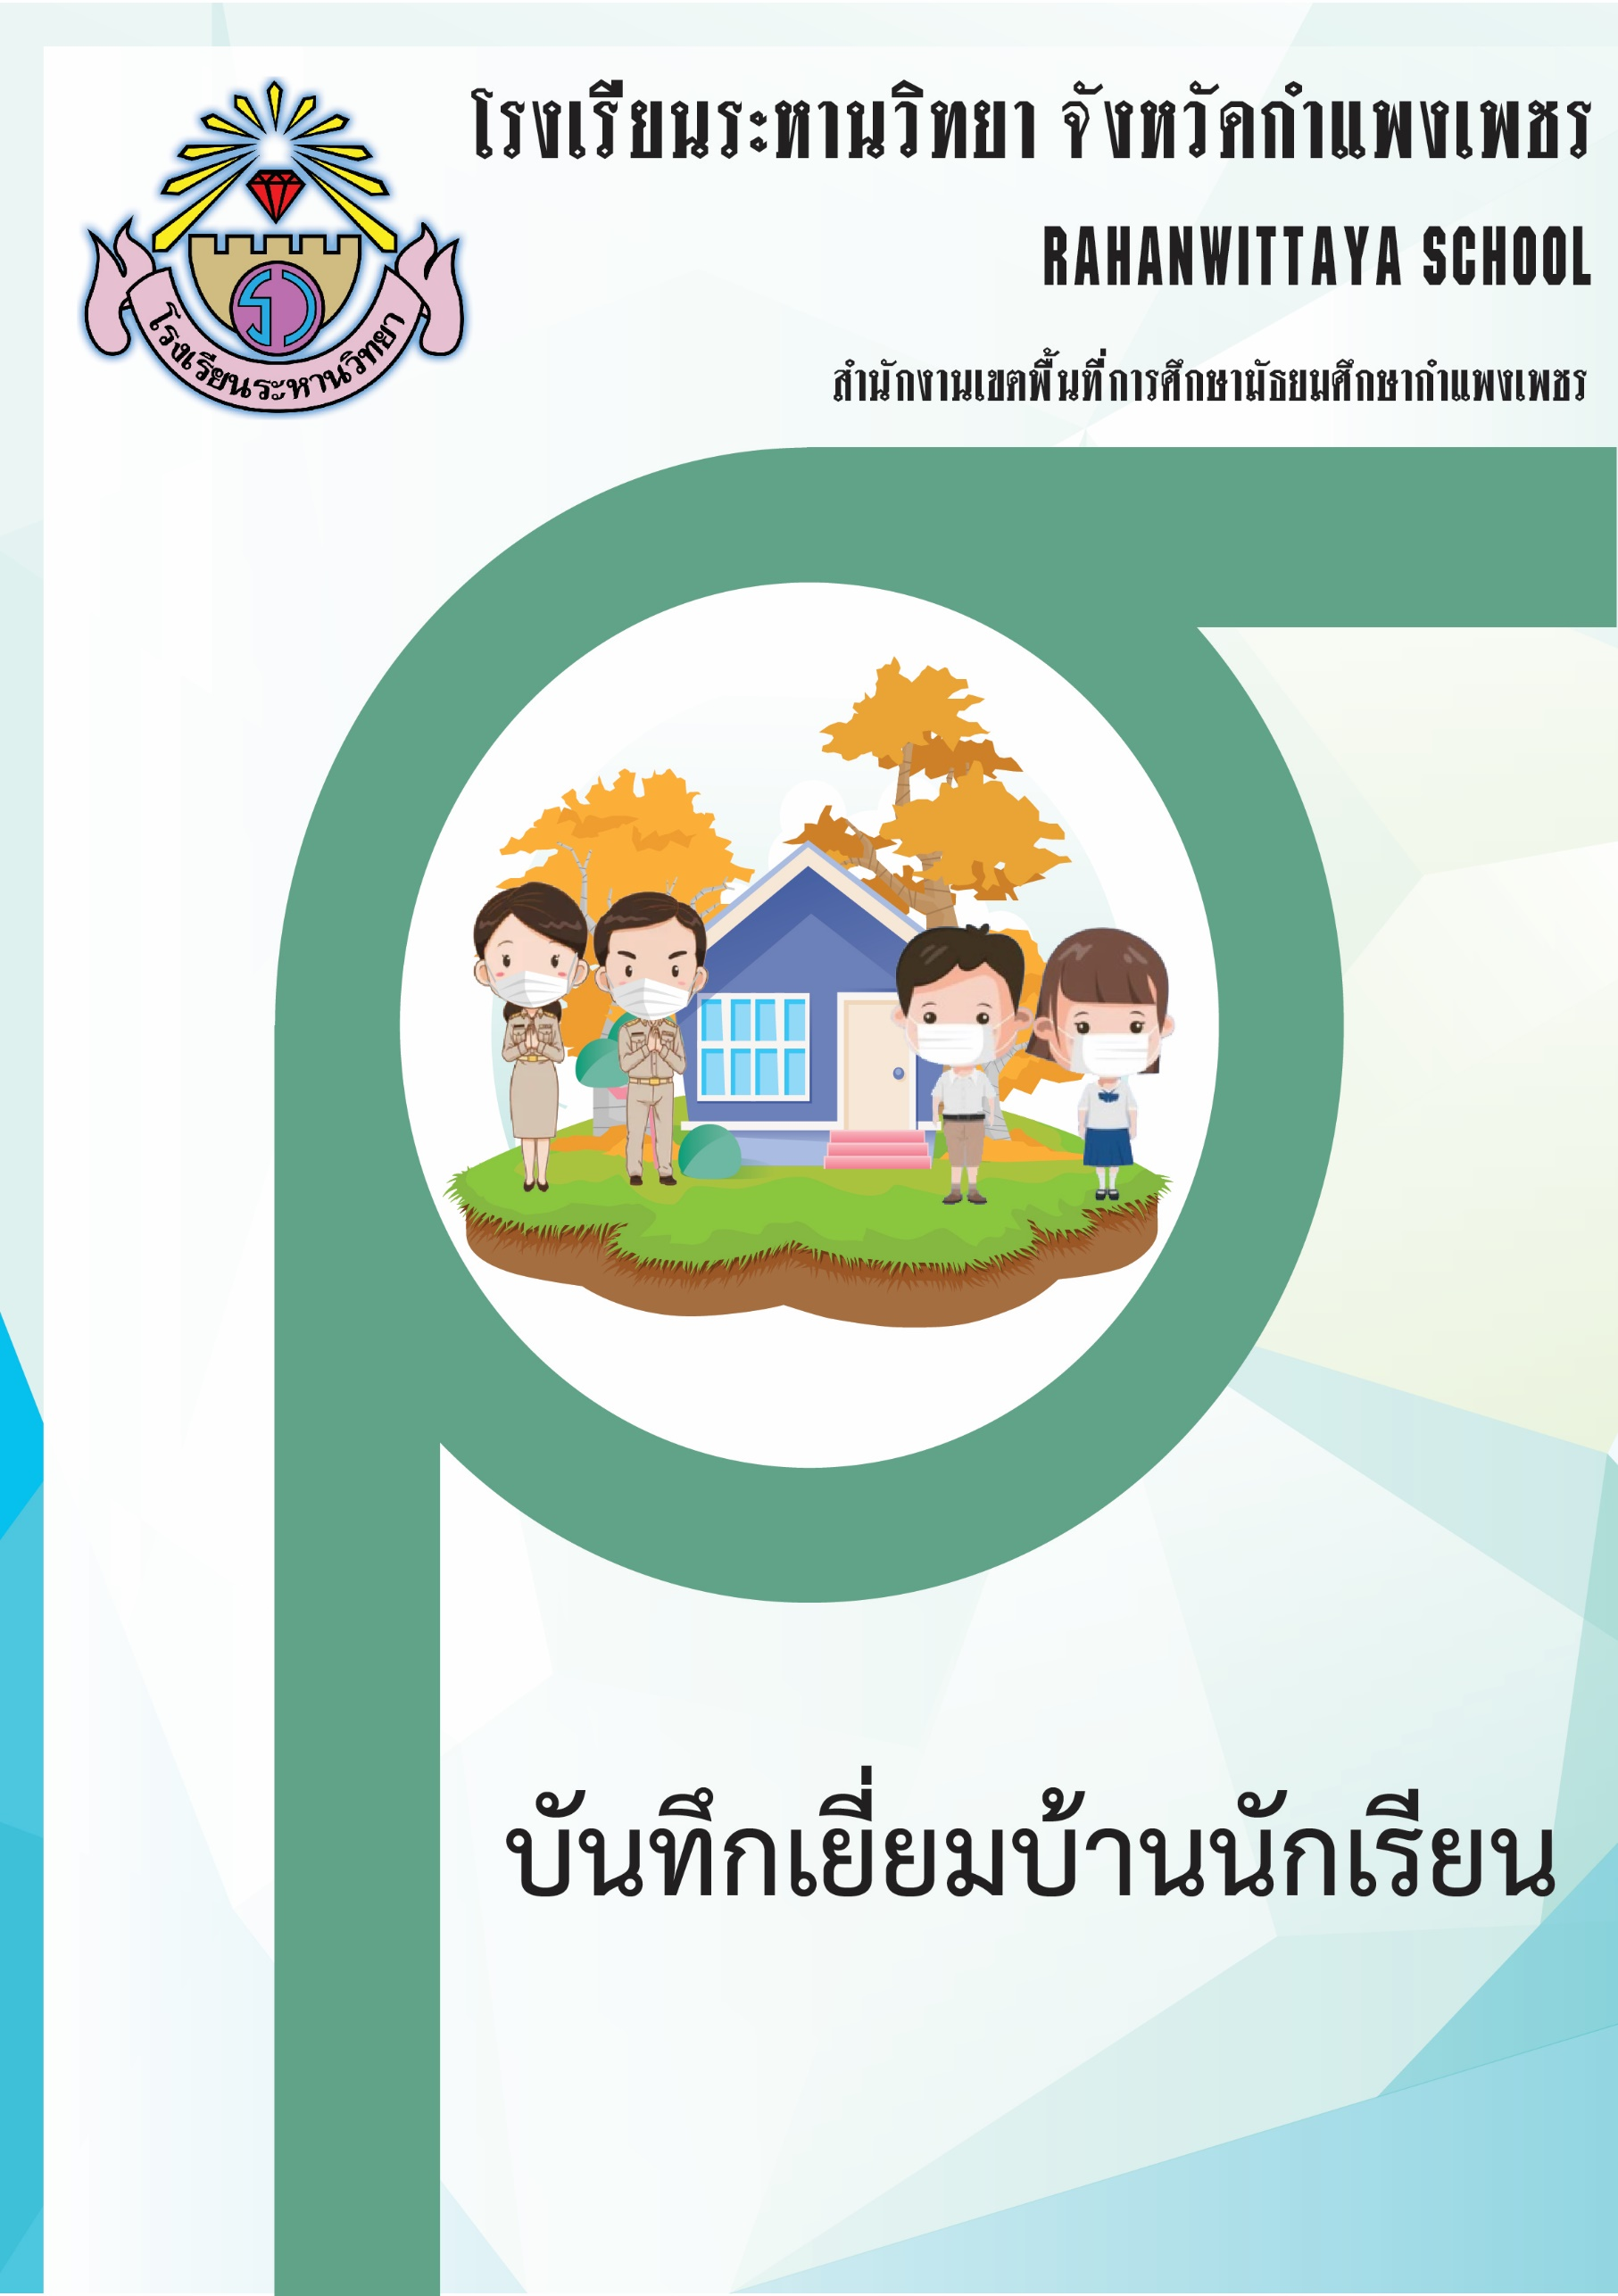 โรงเรียนระหานวิทยา จังหวัดกำแพงเพชร
RAHANWITTAYA SCHOOL
สำนักงานเขตพื้นที่การศึกษามัธยมศึกษากำแพงเพชร
รว
โรงเรียนระหานวิทยา
บันทึกเยี่ยมบ้านนักเรียน